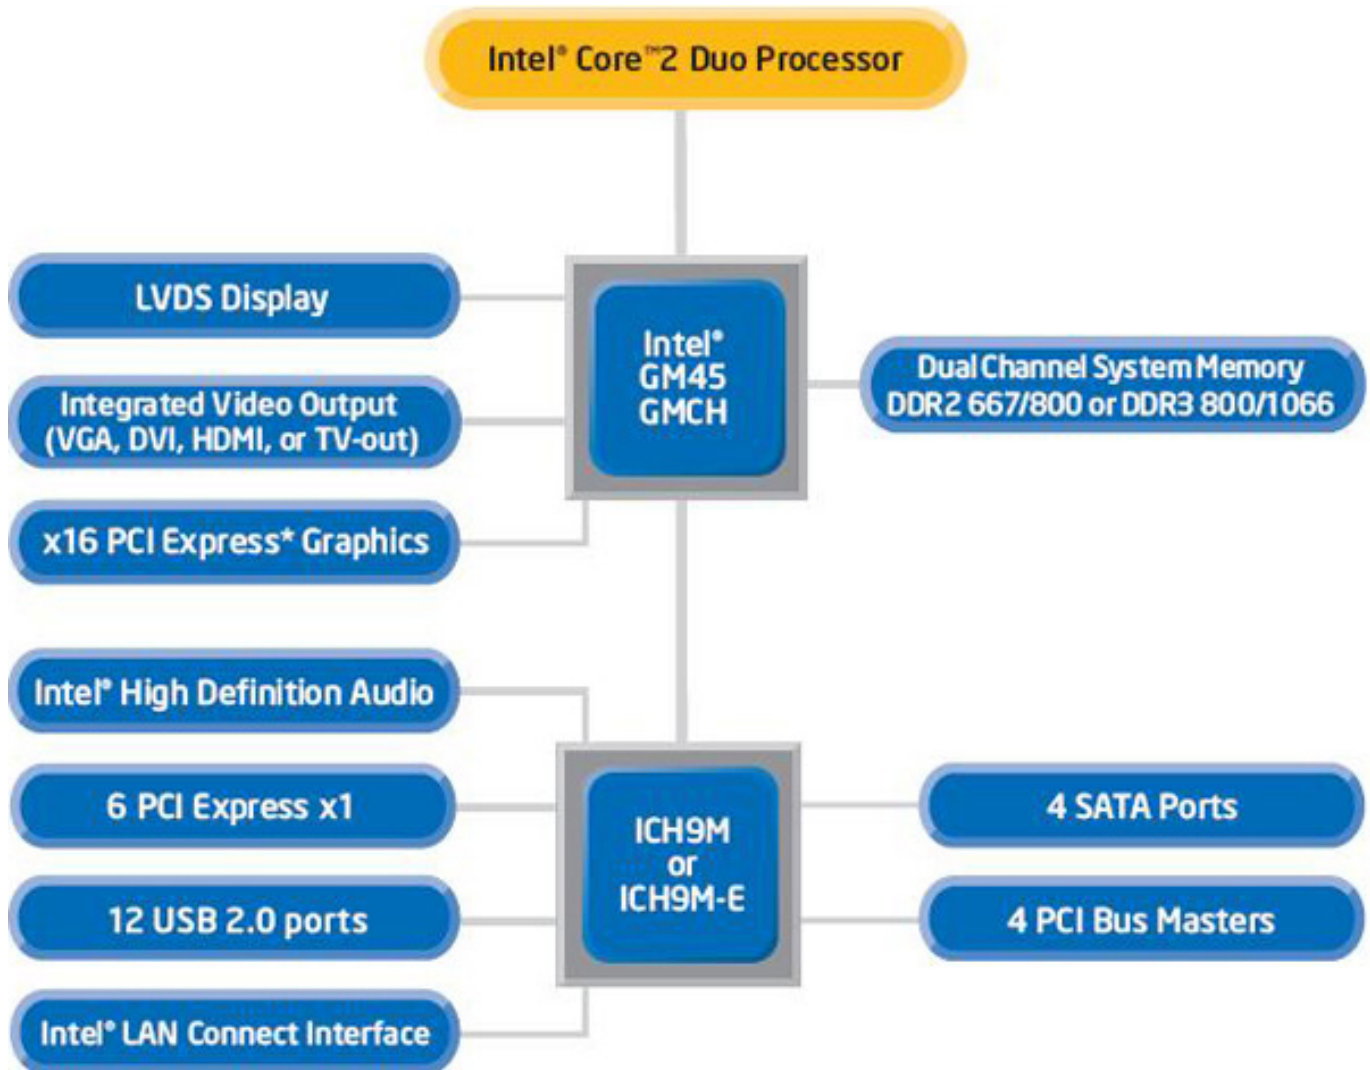 Intel® Core™2 Duo Processor
LVDS Display
Integrated Video Output
(VGA, DVI, HDMI, or TV-out)
x16 PCI Express* Graphics
Intel®
GM45
GMCH
Dual Channel System Memory
DDR2 667/800 or DDR3 800/1066
Intel® High Definition Audio
6 PCI Express x1
12 USB 2.0 ports
Intel® LAN Connect Interface
ICH9M
or
ICH9M-E
4 SATA Ports
4 PCI Bus Masters